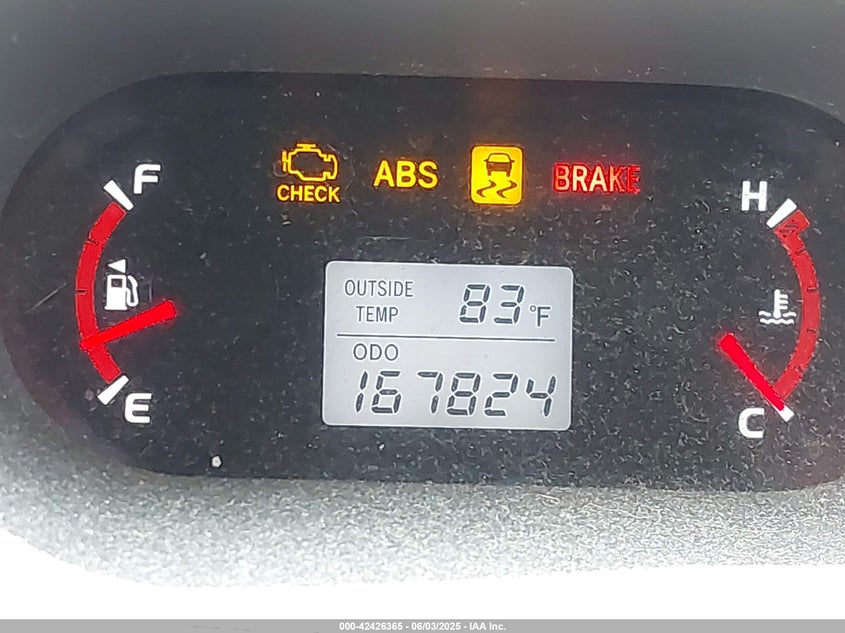 F
CHECK ABS BRAKE
H
OUTSIDE TEMP 83°F
ODO
167824
E
C
000-42426365 - 06/03/2025 - IAA Inc.